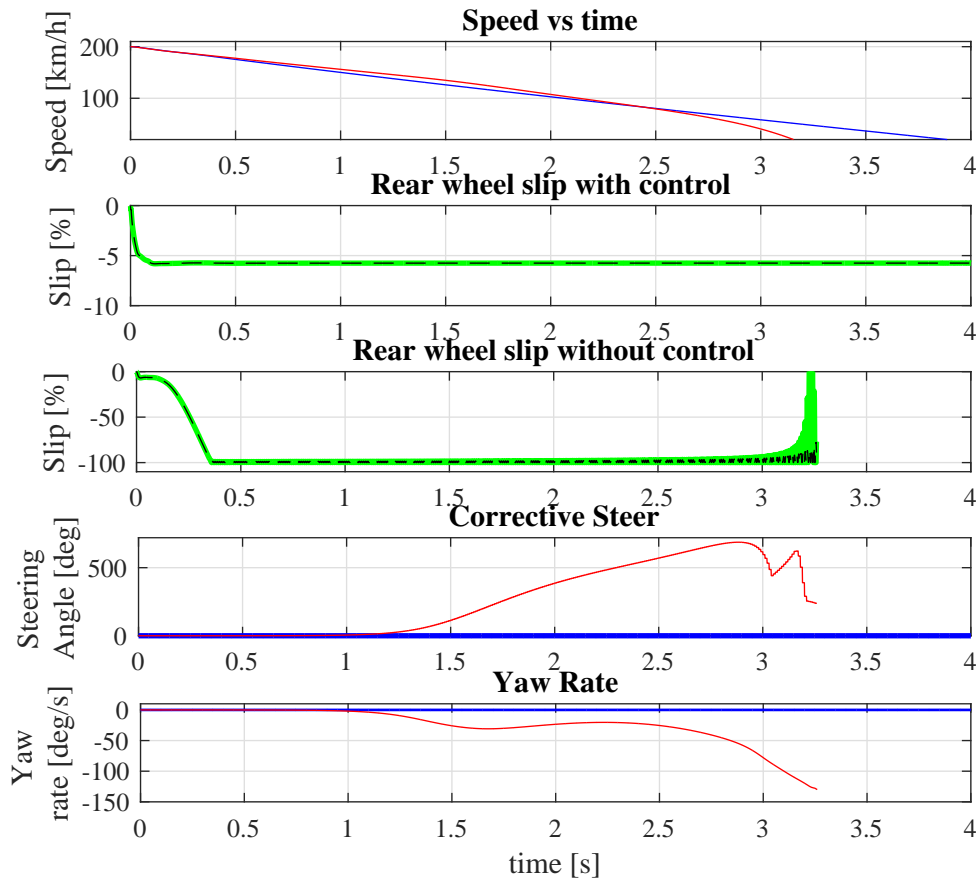 Speed vs time
Speed [km/h]
200
100
0 0.5 1 1.5 2 2.5 3 3.5 4
Rear wheel slip with control
Slip [%]
0
-5
-10
0 0.5 1 1.5 2 2.5 3 3.5 4
Rear wheel slip without control
Slip [%]
0
-50
-100
0 0.5 1 1.5 2 2.5 3 3.5 4
Corrective Steer
Steering
Angle [deg]
500
0
0 0.5 1 1.5 2 2.5 3 3.5 4
Yaw Rate
Yaw
rate [deg/s]
0
-50
-100
-150
0 0.5 1 1.5 2 2.5 3 3.5 4
time [s]